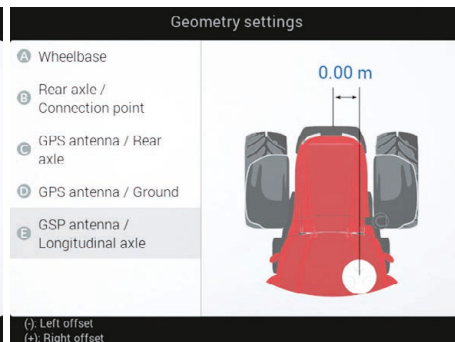 Geometry settings
A Wheelbase
B Rear axle /
Connection point
C GPS antenna / Rear
axle
D GPS antenna / Ground
E GSP antenna /
Longitudinal axle
0.00 m
(-): Left offset
(+): Right offset